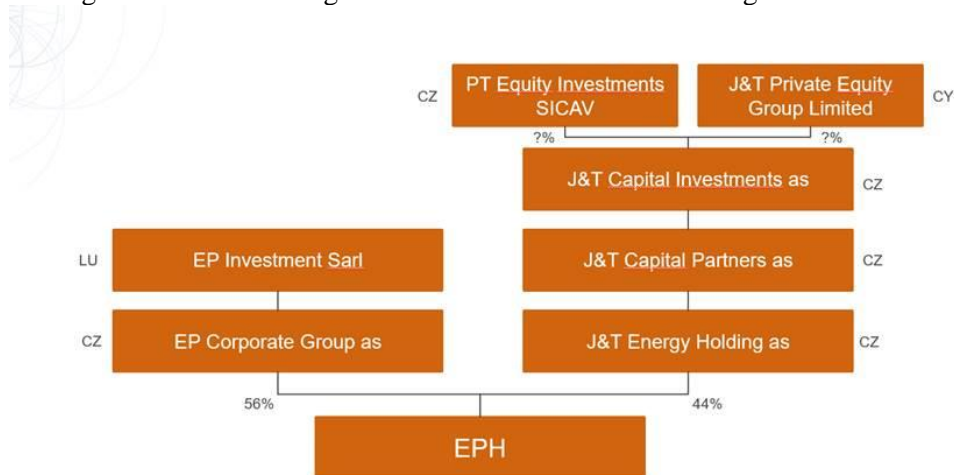 CZ
PT Equity Investments
SICAV
J&T Private Equity
Group Limited
CY
?%
?%
J&T Capital Investments as
CZ
LU
EP Investment Sarl
J&T Capital Partners as
CZ
CZ
EP Corporate Group as
J&T Energy Holding as
CZ
56%
44%
EPH